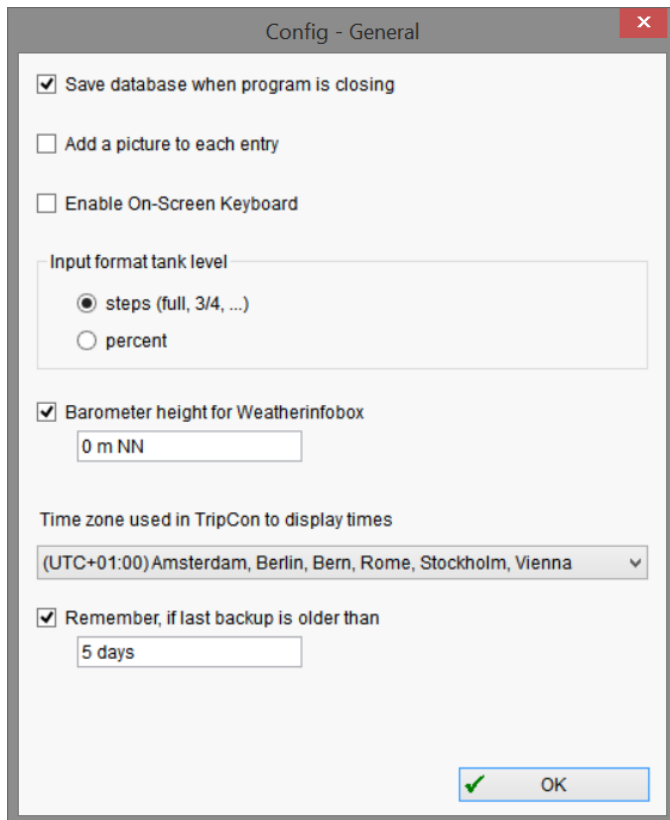 Config - General
Save database when program is closing
Add a picture to each entry
Enable On-Screen Keyboard
Input format tank level
steps (full, 3/4, ...)
percent
Barometer height for Weatherinfobox
0 m NN
Time zone used in TripCon to display times
(UTC+01:00) Amsterdam, Berlin, Bern, Rome, Stockholm, Vienna
Remember, if last backup is older than
5 days
OK